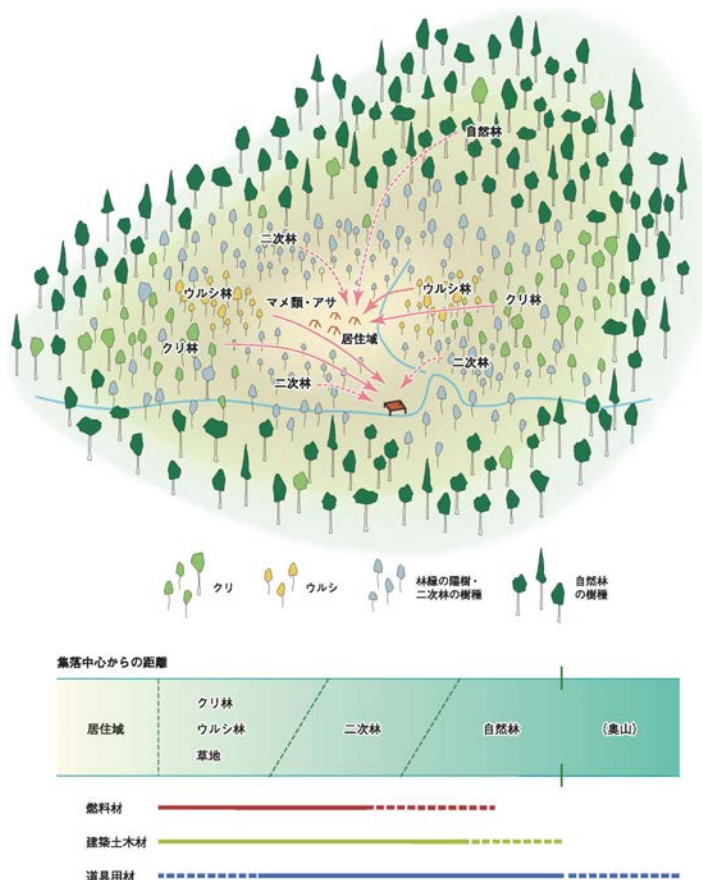 自然林
二次林
ウルシ林
マメ類・アサ
ウルシ林
クリ林
居住域
クリ林
二次林
二次林
クリ
ウルシ
林縁の陽樹・
二次林の樹種
自然林
の樹種
集落中心からの距離
居住域
クリ林
ウルシ林
草地
二次林
自然林
(奥山)
燃料材
建築土木材
道具用材